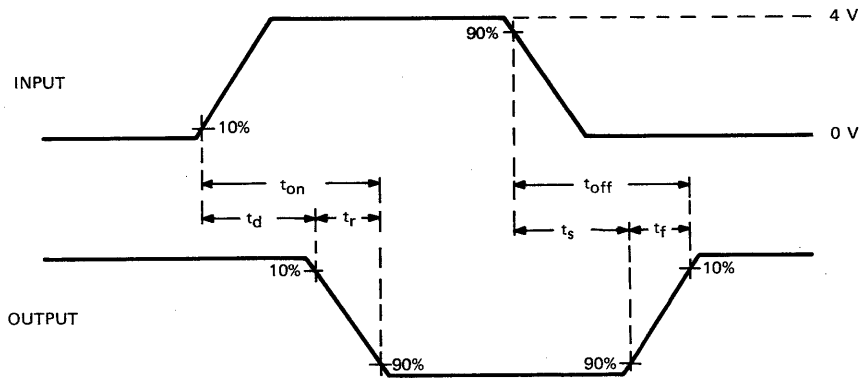 4 V
90%
INPUT
10%
0 V
ton
toff
td
tr
ts
tf
10%
10%
OUTPUT
90%
90%